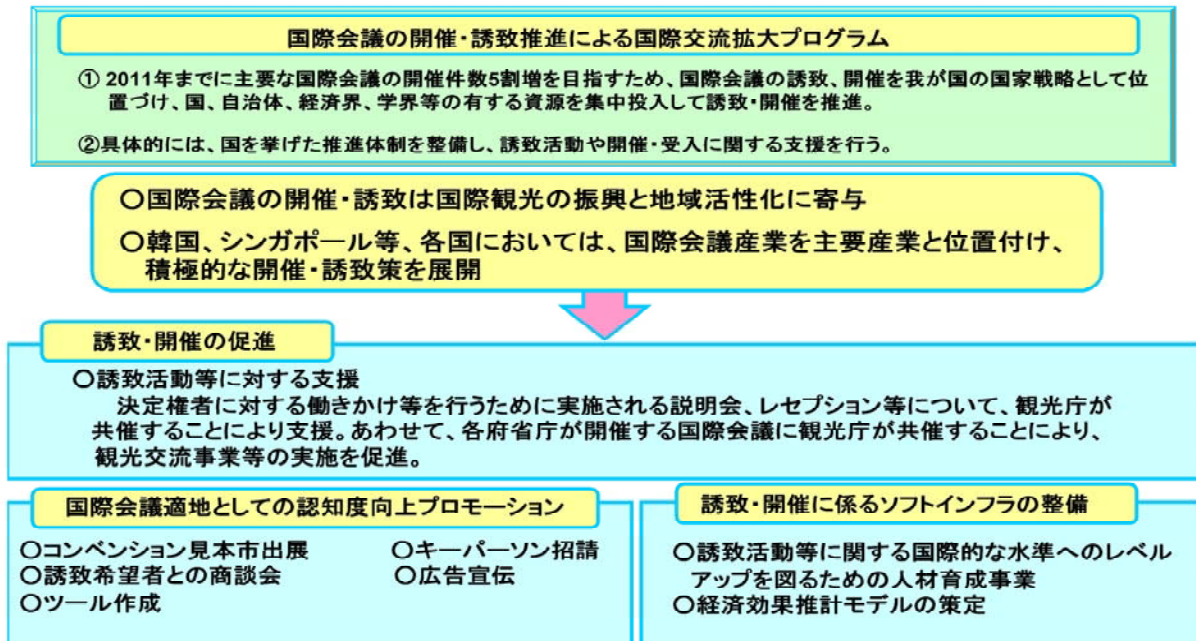 国際会議の開催・誘致推進による国際交流拡大プログラム
① 2011年までに主要な国際会議の開催件数5割増を目指すため、国際会議の誘致、開催を我が国の国家戦略として位
置づけ、国、自治体、経済界、学界等の有する資源を集中投入して誘致・開催を推進。
②具体的には、国を挙げた推進体制を整備し、誘致活動や開催・受入に関する支援を行う。
〇国際会議の開催・誘致は国際観光の振興と地域活性化に寄与
〇韓国、シンガポール等、各国においては、国際会議産業を主要産業と位置付け、
積極的な開催・誘致策を展開
誘致・開催の促進
〇誘致活動等に対する支援
決定権者に対する働きかけ等を行うために実施される説明会、レセプション等について、観光庁が
共催することにより支援。あわせて、各府省庁が開催する国際会議に観光庁が共催することにより、
観光交流事業等の実施を促進。
国際会議適地としての認知度向上プロモーション
〇コンベンション見本市出展
〇キーパーソン招請
〇誘致希望者との商談会
〇広告宣伝
〇ツール作成
誘致・開催に係るソフトインフラの整備
〇誘致活動等に関する国際的な水準へのレベル
アップを図るための人材育成事業
〇経済効果推計モデルの策定